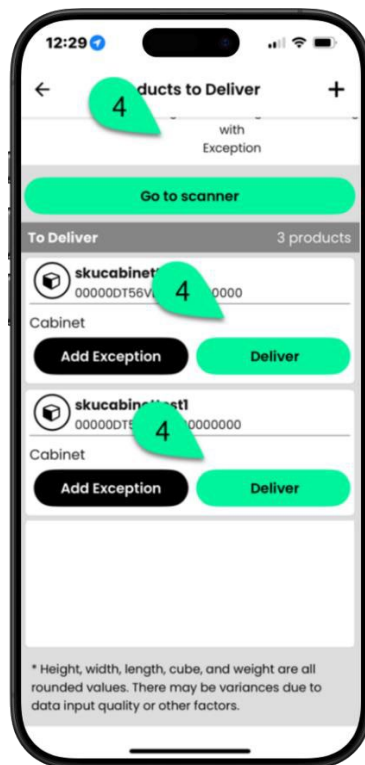 12:29
ducts to Deliver
4
with
Exception
Go to scanner
To Deliver
3 products
skucabinet
4
00000DT56V
0000
Cabinet
Add Exception
Deliver
skucabinettest1
4
00000DT5
0000000
Cabinet
Add Exception
Deliver
* Height, width, length, cube, and weight are all
rounded values. There may be variances due to
data input quality or other factors.